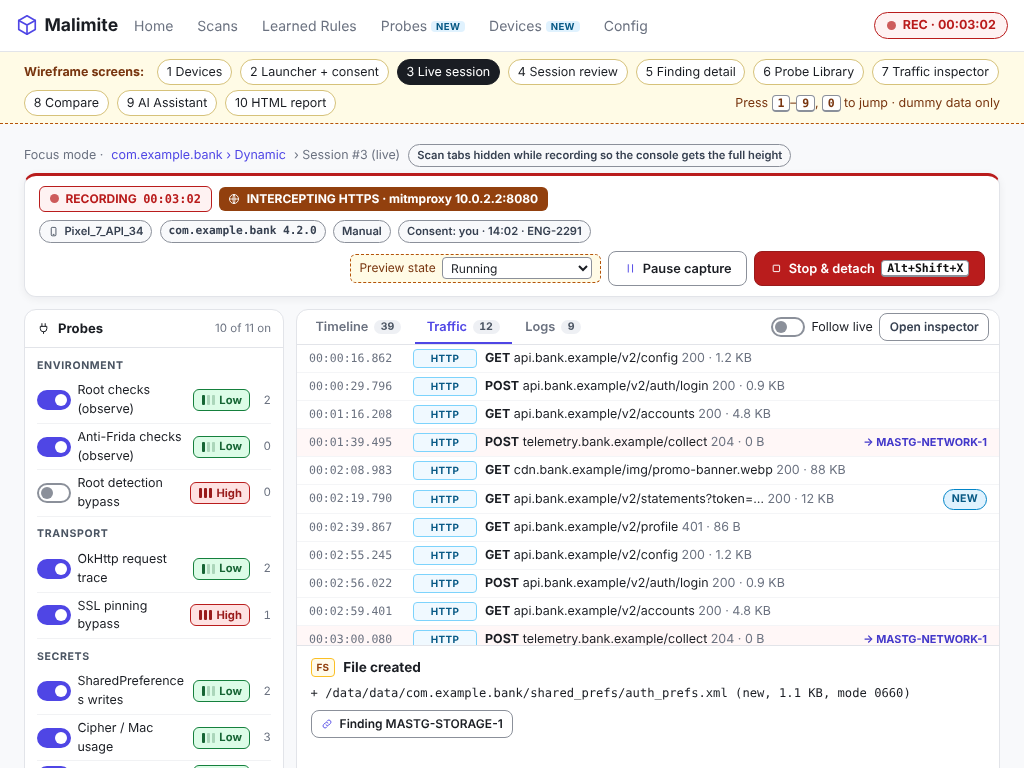 Malimite Home Scans Learned Rules Probes NEW Devices NEW Config REC · 00:03:02
Wireframe screens: 1 Devices 2 Launcher + consent 3 Live session 4 Session review 5 Finding detail 6 Probe Library 7 Traffic inspector
8 Compare 9 AI Assistant 10 HTML report Press 1–9, 0 to jump · dummy data only
Focus mode · com.example.bank › Dynamic › Session #3 (live) Scan tabs hidden while recording so the console gets the full height
RECORDING 00:03:02 INTERCEPTING HTTPS · mitmproxy 10.0.2.2:8080
Pixel_7_API_34 com.example.bank 4.2.0 Manual Consent: you · 14:02 · ENG-2291
Preview state Running Pause capture Stop & detach Alt+Shift+X
Probes 10 of 11 on
ENVIRONMENT
Root checks
(observe) Low 2
Anti-Frida checks
(observe) Low 0
Root detection
bypass High 0
TRANSPORT
OkHttp request
trace Low 2
SSL pinning
bypass High 1
SECRETS
SharedPreference
s writes Low 2
Cipher / Mac
usage Low 3
Timeline 39 Traffic 12 Logs 9 Follow live Open inspector
00:00:16.862 HTTP GET api.bank.example/v2/config 200 · 1.2 KB
00:00:29.796 HTTP POST api.bank.example/v2/auth/login 200 · 0.9 KB
00:01:16.208 HTTP GET api.bank.example/v2/accounts 200 · 4.8 KB
00:01:39.495 HTTP POST telemetry.bank.example/collect 204 · 0 B → MASTG-NETWORK-1
00:02:08.983 HTTP GET cdn.bank.example/img/promo-banner.webp 200 · 88 KB
00:02:19.790 HTTP GET api.bank.example/v2/statements?token=… 200 · 12 KB NEW
00:02:39.867 HTTP GET api.bank.example/v2/profile 401 · 86 B
00:02:55.245 HTTP GET api.bank.example/v2/config 200 · 1.2 KB
00:02:56.022 HTTP POST api.bank.example/v2/auth/login 200 · 0.9 KB
00:02:59.401 HTTP GET api.bank.example/v2/accounts 200 · 4.8 KB
00:03:00.080 HTTP POST telemetry.bank.example/collect 204 · 0 B → MASTG-NETWORK-1
FS File created
+ /data/data/com.example.bank/shared_prefs/auth_prefs.xml (new, 1.1 KB, mode 0660)
Finding MASTG-STORAGE-1